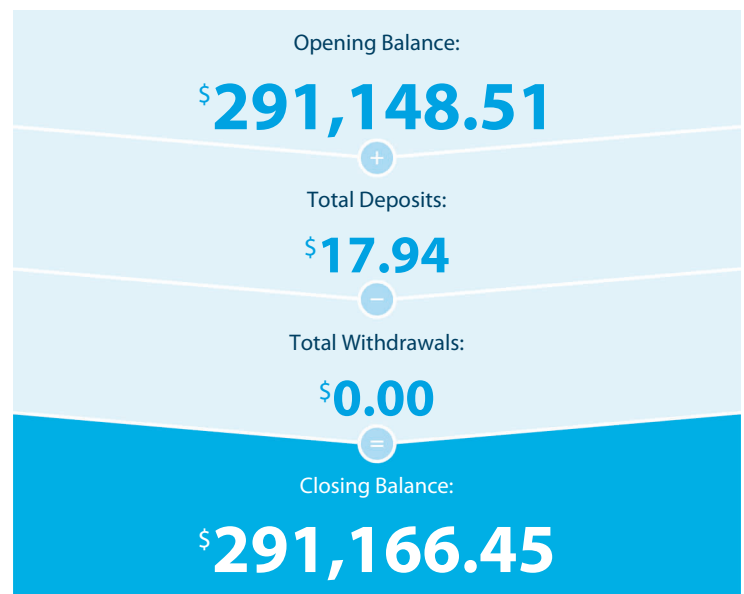 Opening Balance:
$291,148.51
+
Total Deposits:
$17.94
−
Total Withdrawals:
$0.00
=
Closing Balance:
$291,166.45